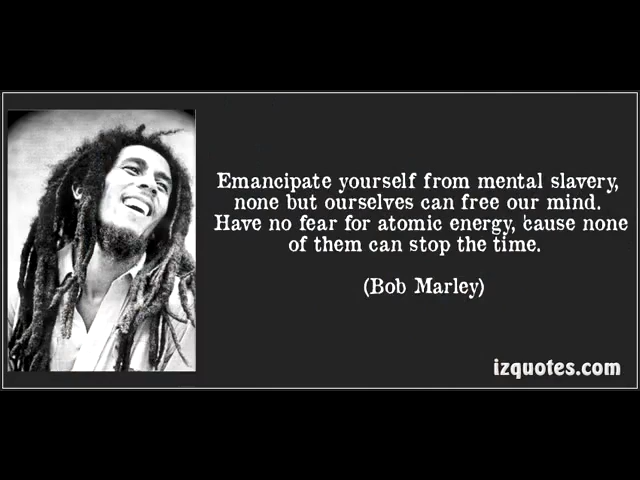 Emancipate yourself from mental slavery,
none but ourselves can free our mind.
Have no fear for atomic energy, 'cause none
of them can stop the time.
(Bob Marley)
izquotes.com